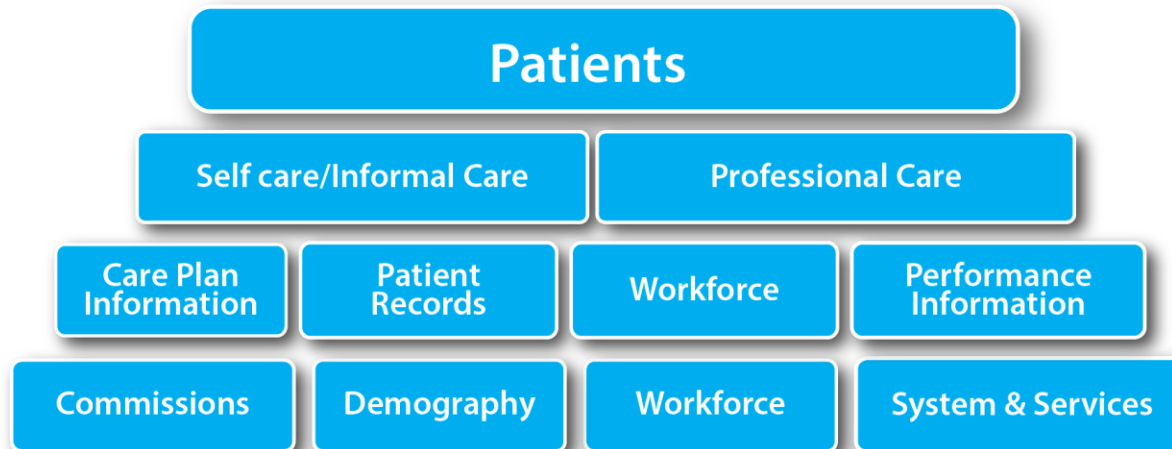 Patients
Self care/Informal Care
Professional Care
Care Plan
Information
Patient
Records
Workforce
Performance
Information
Commissions
Demography
Workforce
System & Services